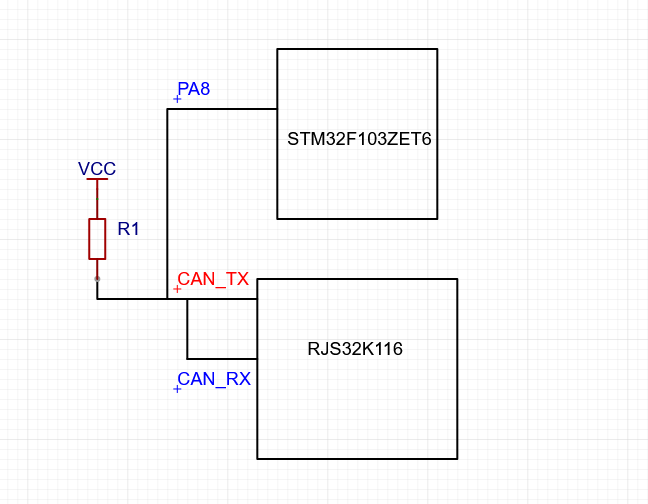 PA8
STM32F103ZET6
VCC
R1
CAN_TX
RJS32K116
CAN_RX